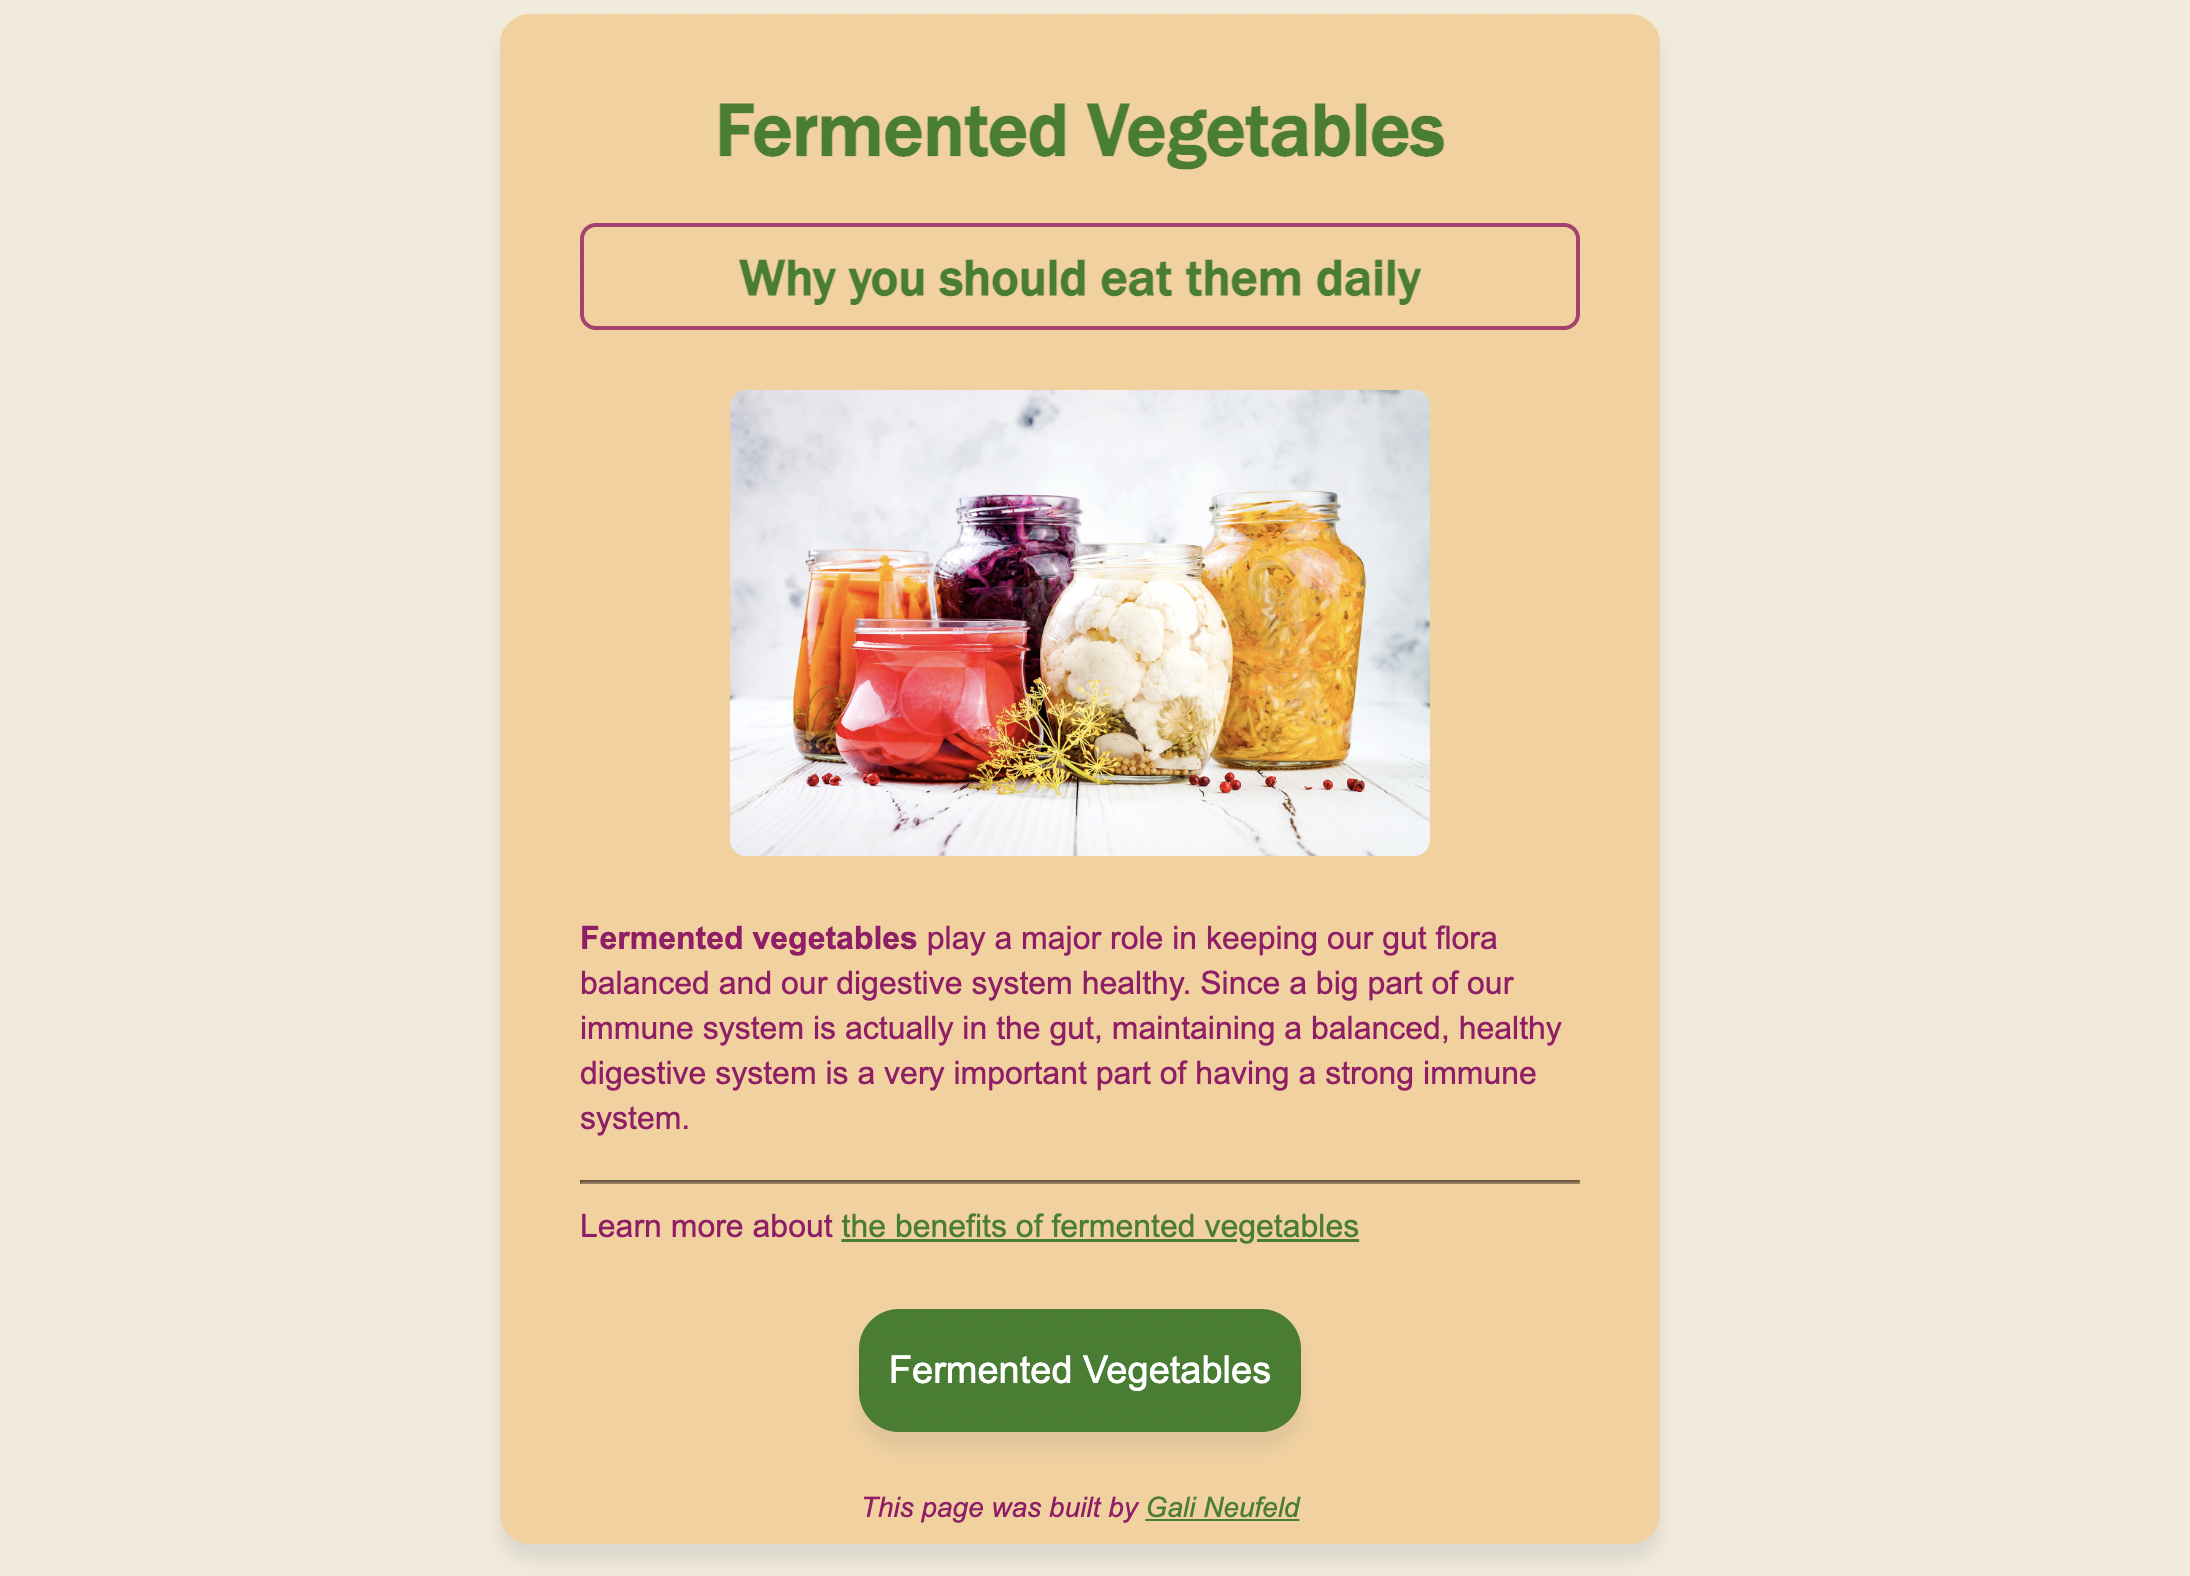 Fermented Vegetables
Why you should eat them daily
Fermented vegetables play a major role in keeping our gut flora
balanced and our digestive system healthy. Since a big part of our
immune system is actually in the gut, maintaining a balanced, healthy
digestive system is a very important part of having a strong immune
system.
Learn more about the benefits of fermented vegetables
Fermented Vegetables
This page was built by Gali Neufeld